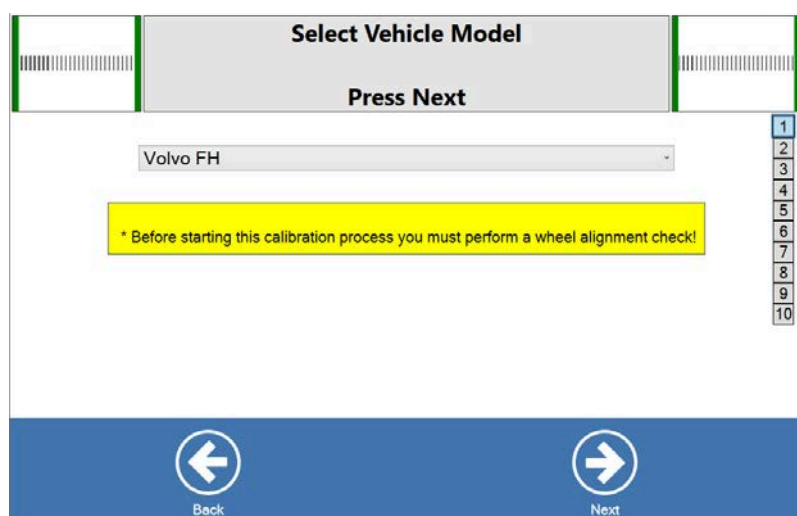 Select Vehicle Model
Press Next
Volvo FH
* Before starting this calibration process you must perform a wheel alignment check!
1
2
3
4
5
6
7
8
9
10
Back
Next